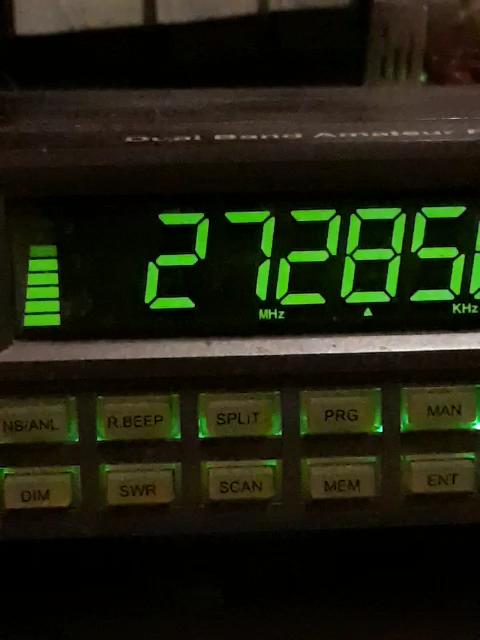 Dual Band Amateur
27285
MHz ▲ KHz
NB/ANL R.BEEP SPLIT PRG MAN
DIM SWR SCAN MEM ENT